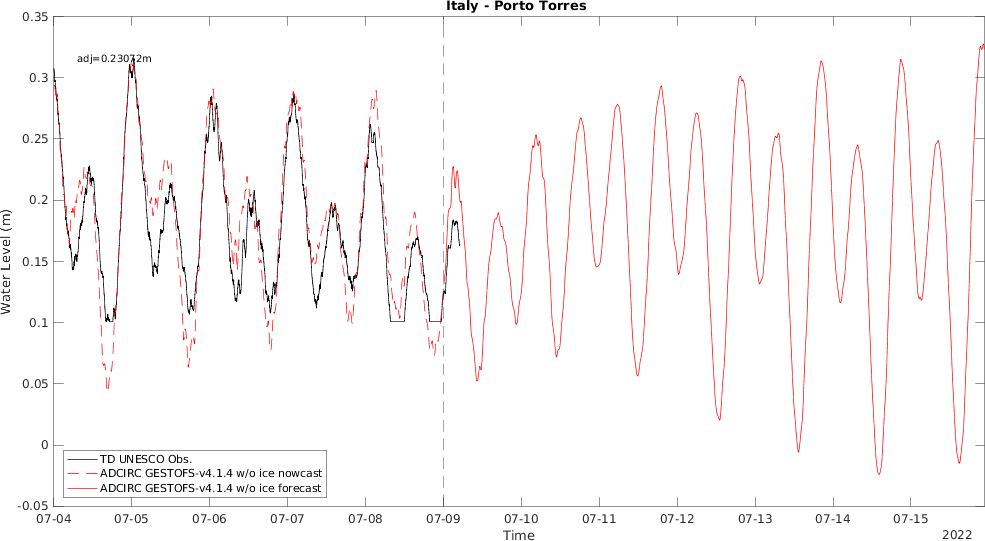 Italy - Porto Torres
0.35
adj=0.23072m
0.3
0.25
0.2
0.15
0.1
0.05
0
-0.05
Water Level (m)
TD UNESCO Obs.
ADCIRC GESTOFS-v4.1.4 w/o ice nowcast
ADCIRC GESTOFS-v4.1.4 w/o ice forecast
07-04 07-05 07-06 07-07 07-08 07-09 07-10 07-11 07-12 07-13 07-14 07-15
Time
2022